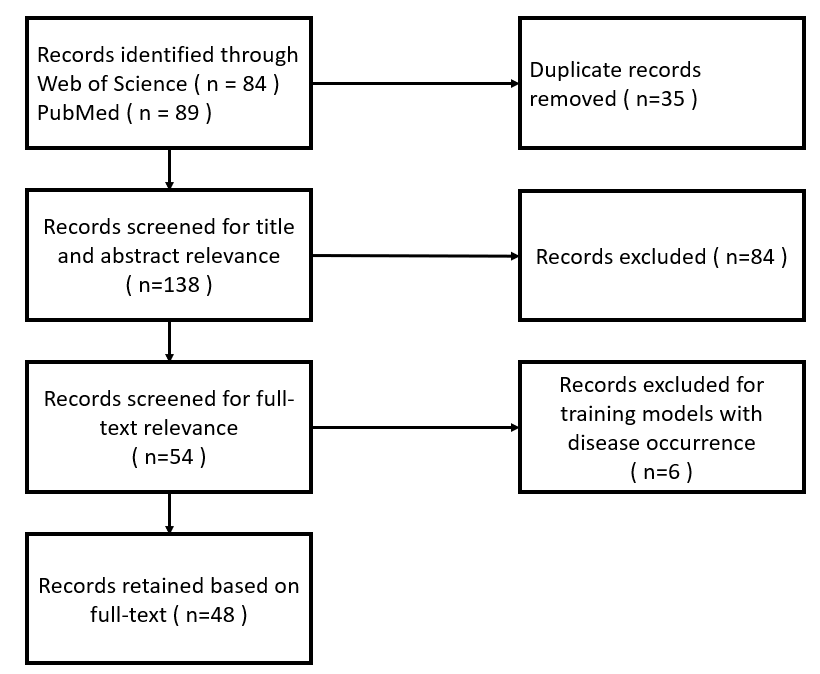 Records identified through
Web of Science ( n = 84 )
PubMed ( n = 89 )
Duplicate records
removed ( n=35 )
Records screened for title
and abstract relevance
( n=138 )
Records excluded ( n=84 )
Records screened for full-
text relevance
( n=54 )
Records excluded for
training models with
disease occurrence
( n=6 )
Records retained based on
full-text ( n=48 )